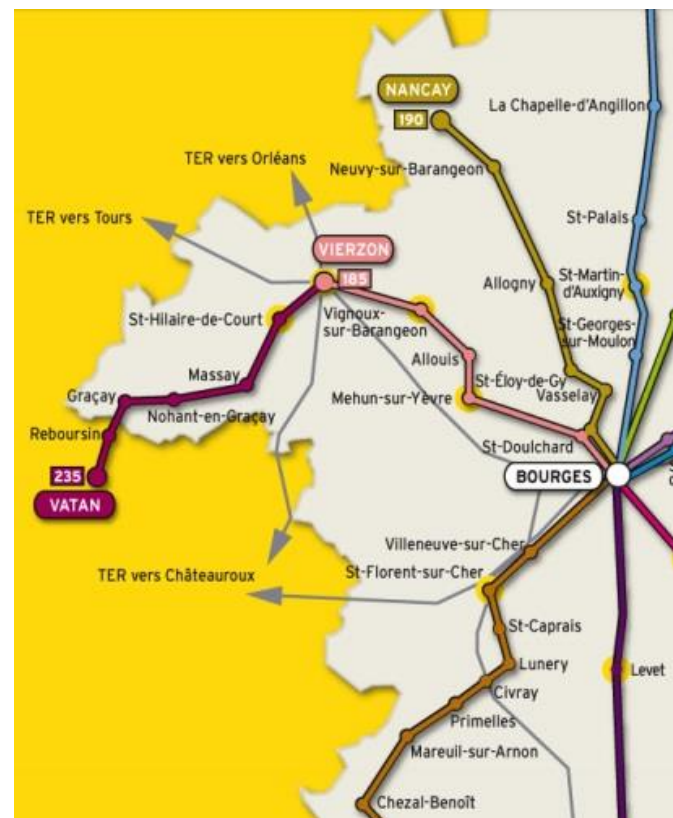 NANCAY
190
La Chapelle-d'Angillon
TER vers Orléans
Neuvy-sur-Barangeon
TER vers Tours
St-Palais
VIERZON
185
Allogny
St-Martin-
d'Auxigny
St-Hilaire-de-Court
Vignoux-
sur-Barangeon
St-Georges-
sur-Moulon
Allouis
Massay
St-Éloy-de-Gy
Graçay
Mehun-sur-Yèvre
Vasselay
Nohant-en-Graçay
Reboursin
St-Doulchard
235
BOURGES
VATAN
Villeneuve-sur-Cher
TER vers Châteauroux
St-Florent-sur-Cher
St-Caprais
Lunery
Levet
Civray
Primelles
Mareuil-sur-Arnon
Chezal-Benoît